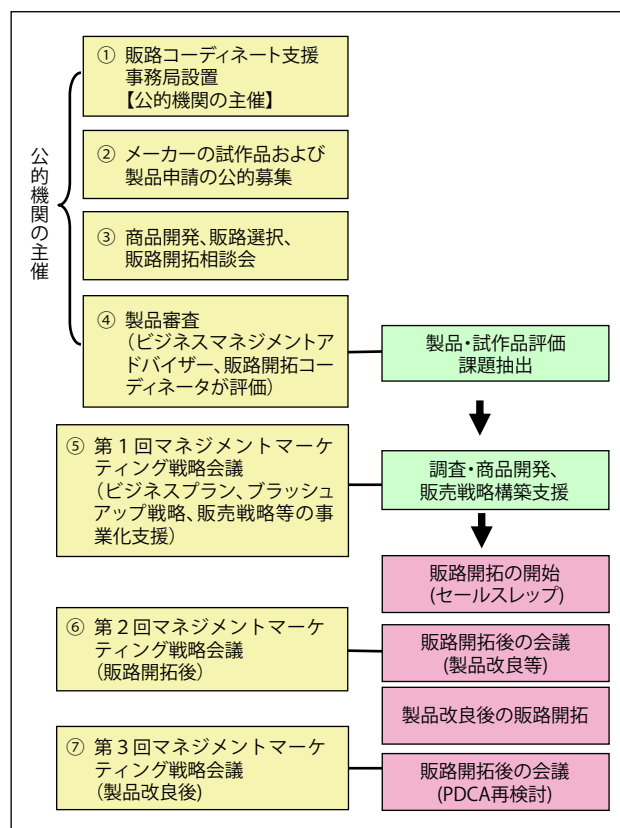 公的機関の主催
① 販路コーディネート支援
事務局設置
【公的機関の主催】
② メーカーの試作品および
製品申請の公的募集
③ 商品開発、販路選択、
販路開拓相談会
④ 製品審査
（ビジネスマネジメントア
ドバイザー、販路開拓コー
ディネータが評価）
製品・試作品評価
課題抽出
⑤ 第１回マネジメントマーケ
ティング戦略会議
（ビジネスプラン、ブラッシュ
アップ戦略、販売戦略等の事
業化支援）
調査・商品開発、
販売戦略構築支援
販路開拓の開始
(セールスレップ)
⑥ 第２回マネジメントマーケ
ティング戦略会議
（販路開拓後）
販路開拓後の会議
(製品改良等)
製品改良後の販路開拓
⑦ 第３回マネジメントマーケ
ティング戦略会議
（製品改良後）
販路開拓後の会議
(PDCA再検討)